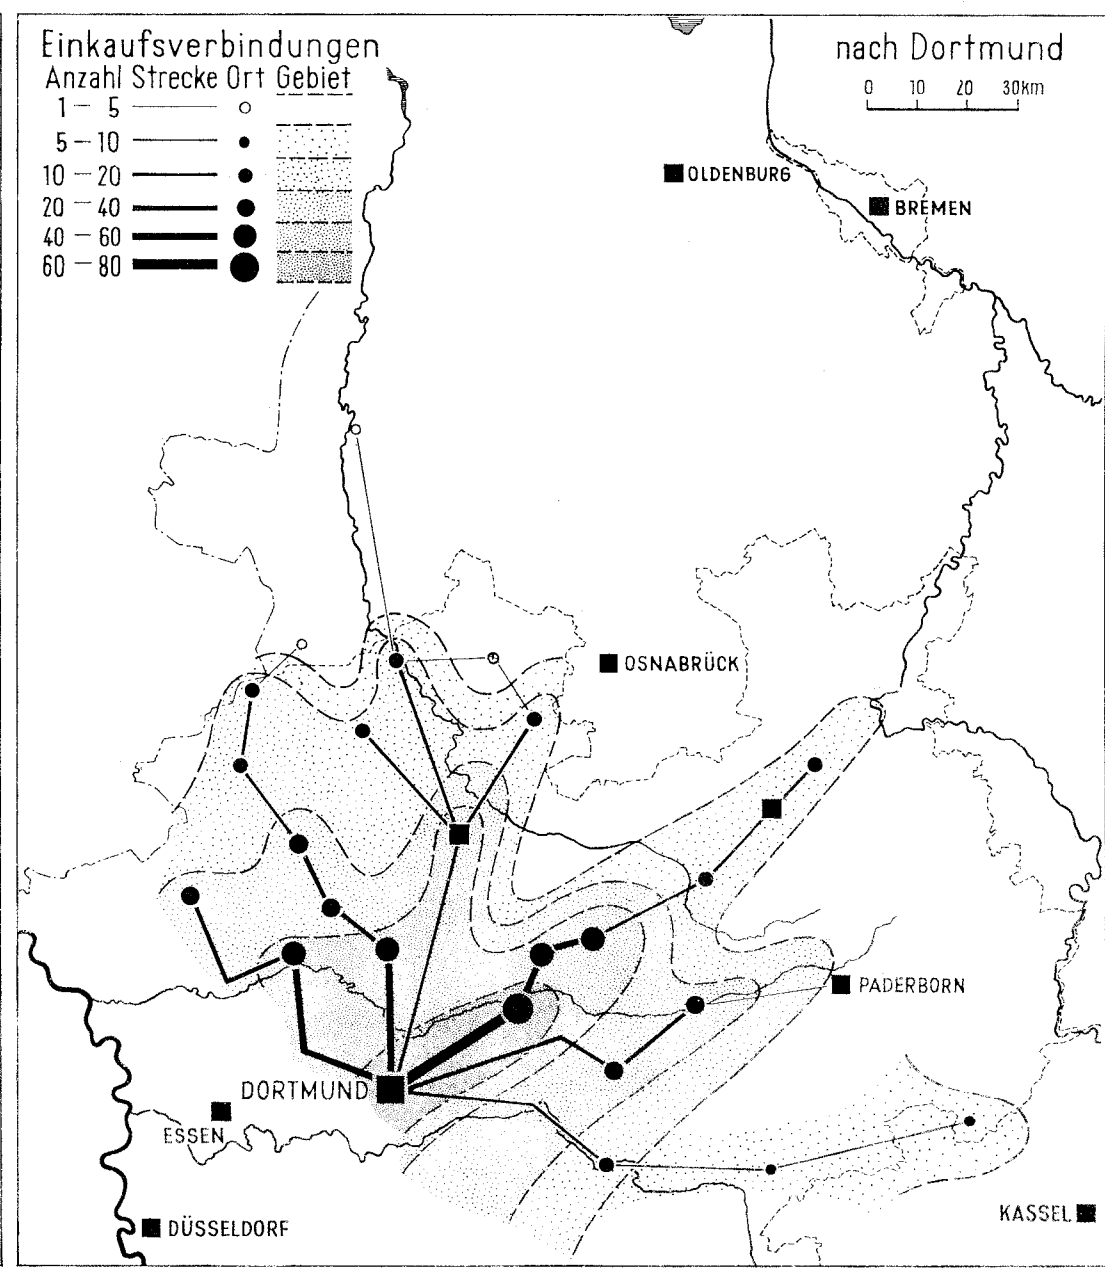 Einkaufsverbindungen
Anzahl Strecke Ort Gebiet
1 — 5
5 — 10
10 — 20
20 — 40
40 — 60
60 — 80
nach Dortmund
0 10 20 30km
OLDENBURG
BREMEN
OSNABRÜCK
PADERBORN
DORTMUND
ESSEN
KASSEL
DÜSSELDORF